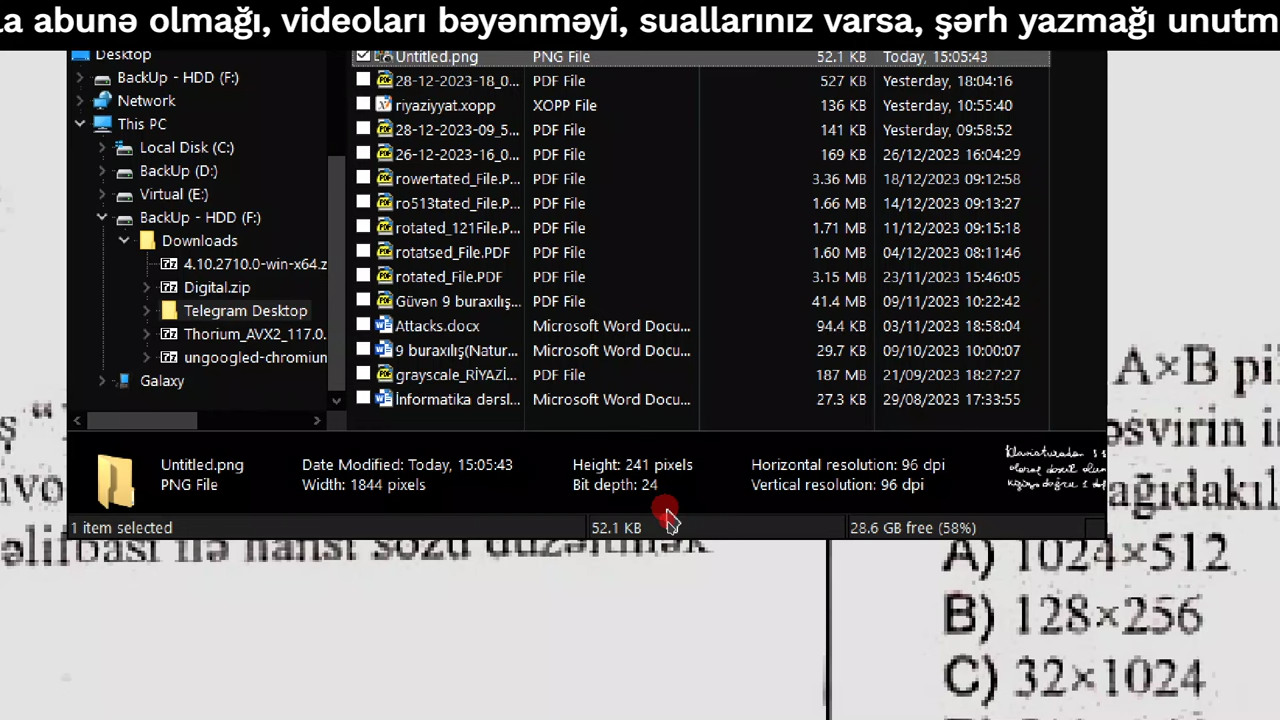 la abunə olmağı, videoları bəyənməyi, suallarınız varsa, şərh yazmağı unutm
Desktop
BackUp - HDD (F:)
Network
This PC
Local Disk (C:)
BackUp (D:)
Virtual (E:)
BackUp - HDD (F:)
Downloads
4.10.2710.0-win-x64.z
Digital.zip
Telegram Desktop
Thorium_AVX2_117.0.
ungoogled-chromium
Galaxy
Untitled.png PNG File 52.1 KB Today, 15:05:43
28-12-2023-18_0... PDF File 527 KB Yesterday, 18:04:16
riyaziyyat.xopp XOPP File 136 KB Yesterday, 10:55:40
28-12-2023-09_5... PDF File 141 KB Yesterday, 09:58:52
26-12-2023-16_0... PDF File 169 KB 26/12/2023 16:04:29
rowertated_File.P... PDF File 3.36 MB 18/12/2023 09:12:58
ro513tated_File.P... PDF File 1.66 MB 14/12/2023 09:13:27
rotated_121File.P... PDF File 1.71 MB 11/12/2023 09:15:18
rotatsed_File.PDF PDF File 1.60 MB 04/12/2023 08:11:46
rotated_File.PDF PDF File 3.15 MB 23/11/2023 15:46:05
Güvən 9 buraxılış... PDF File 41.4 MB 09/11/2023 10:22:42
Attacks.docx Microsoft Word Docu... 94.4 KB 03/11/2023 18:58:04
9 buraxılış(Natur... Microsoft Word Docu... 29.7 KB 09/10/2023 10:00:07
grayscale_RİYAZİ... PDF File 187 MB 21/09/2023 18:27:27
İnformatika dərsl... Microsoft Word Docu... 27.3 KB 29/08/2023 17:33:55
Untitled.png Date Modified: Today, 15:05:43 Height: 241 pixels Horizontal resolution: 96 dpi
PNG File Width: 1844 pixels Bit depth: 24 Vertical resolution: 96 dpi
1 item selected 52.1 KB 28.6 GB free (58%)
əlifbası ilə hansı sözü düzəltmək
A×B pi
əsvirin i
ağıdakıl
A) 1024×512
B) 128×256
C) 32×1024